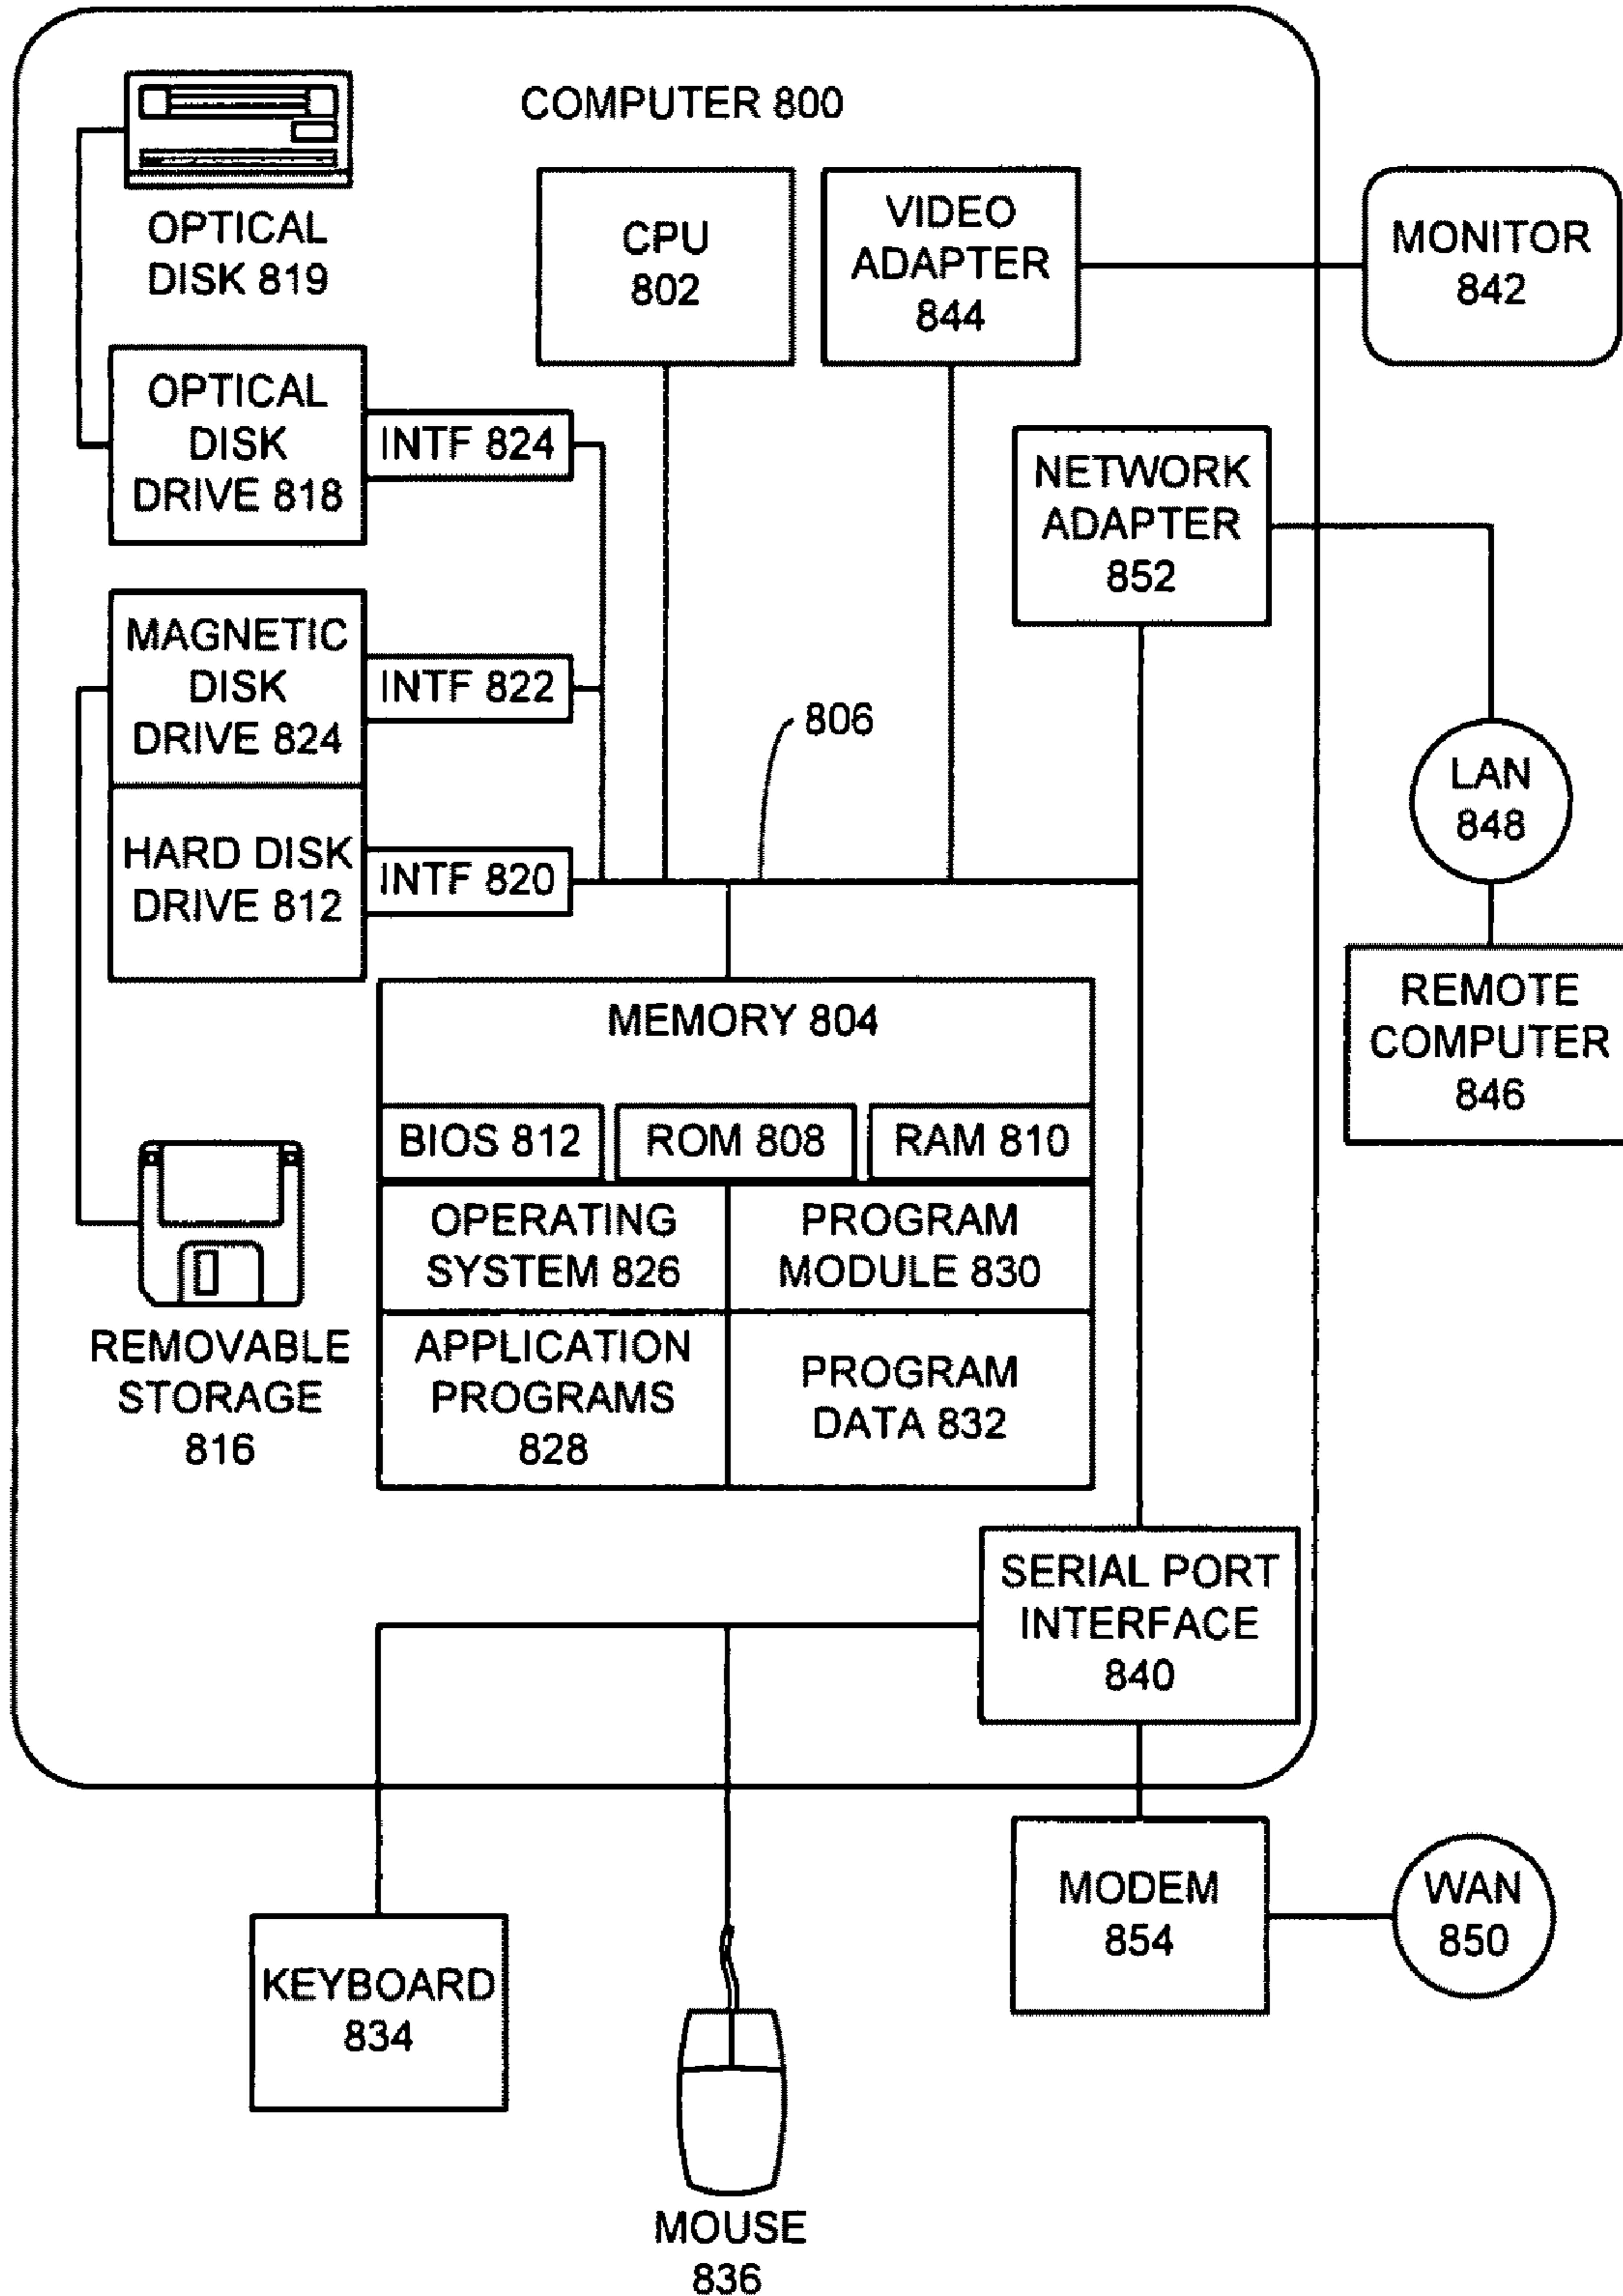 COMPUTER 800
OPTICAL
DISK 819
CPU
802
VIDEO
ADAPTER
844
MONITOR
842
OPTICAL
DISK
DRIVE 818
INTF 824
NETWORK
ADAPTER
852
MAGNETIC
DISK
DRIVE 824
INTF 822
806
LAN
848
HARD DISK
DRIVE 812
INTF 820
REMOTE
COMPUTER
846
MEMORY 804
BIOS 812
ROM 808
RAM 810
OPERATING
SYSTEM 826
PROGRAM
MODULE 830
REMOVABLE
STORAGE
816
APPLICATION
PROGRAMS
828
PROGRAM
DATA 832
SERIAL PORT
INTERFACE
840
MODEM
854
WAN
850
KEYBOARD
834
MOUSE
836